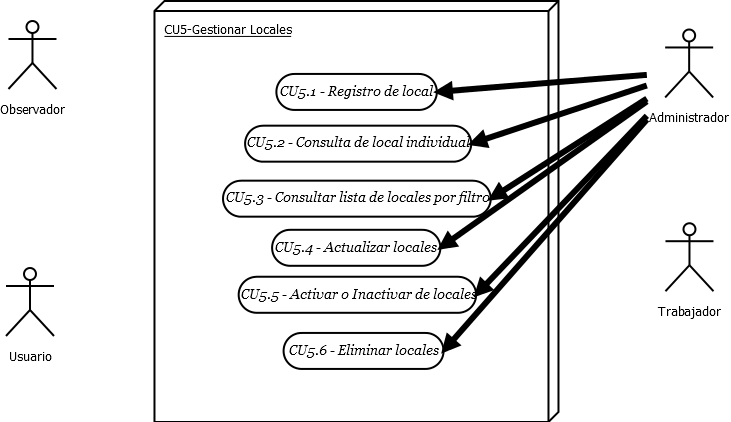 CU5-Gestionar Locales
Observador
Administrador
CU5.1 - Registro de local
CU5.2 - Consulta de local individual
CU5.3 - Consultar lista de locales por filtro
CU5.4 - Actualizar locales
CU5.5 - Activar o Inactivar de locales
CU5.6 - Eliminar locales
Usuario
Trabajador